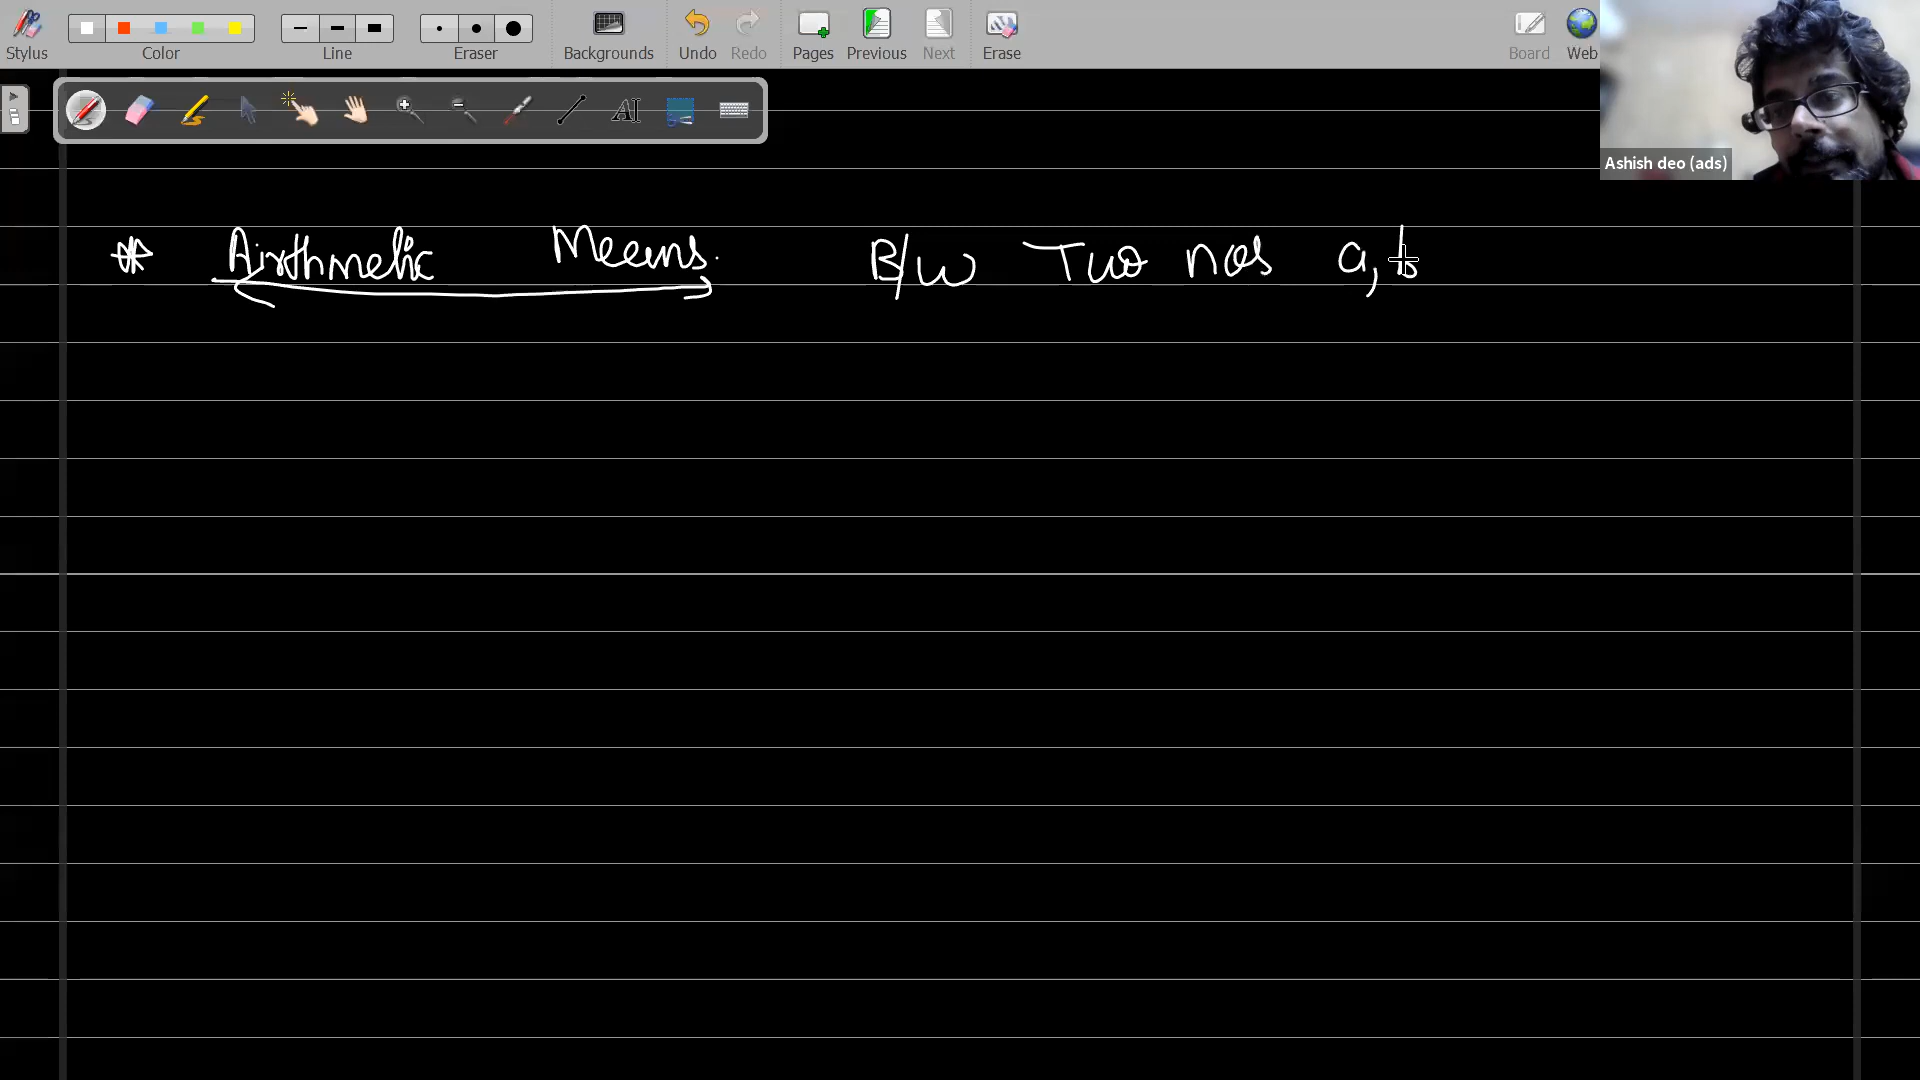 Stylus Color Line Eraser Backgrounds Undo Redo Pages Previous Next Erase Board Web
AI
Ashish deo (ads)
* Airthmetic Means. B/w Two nos a, b